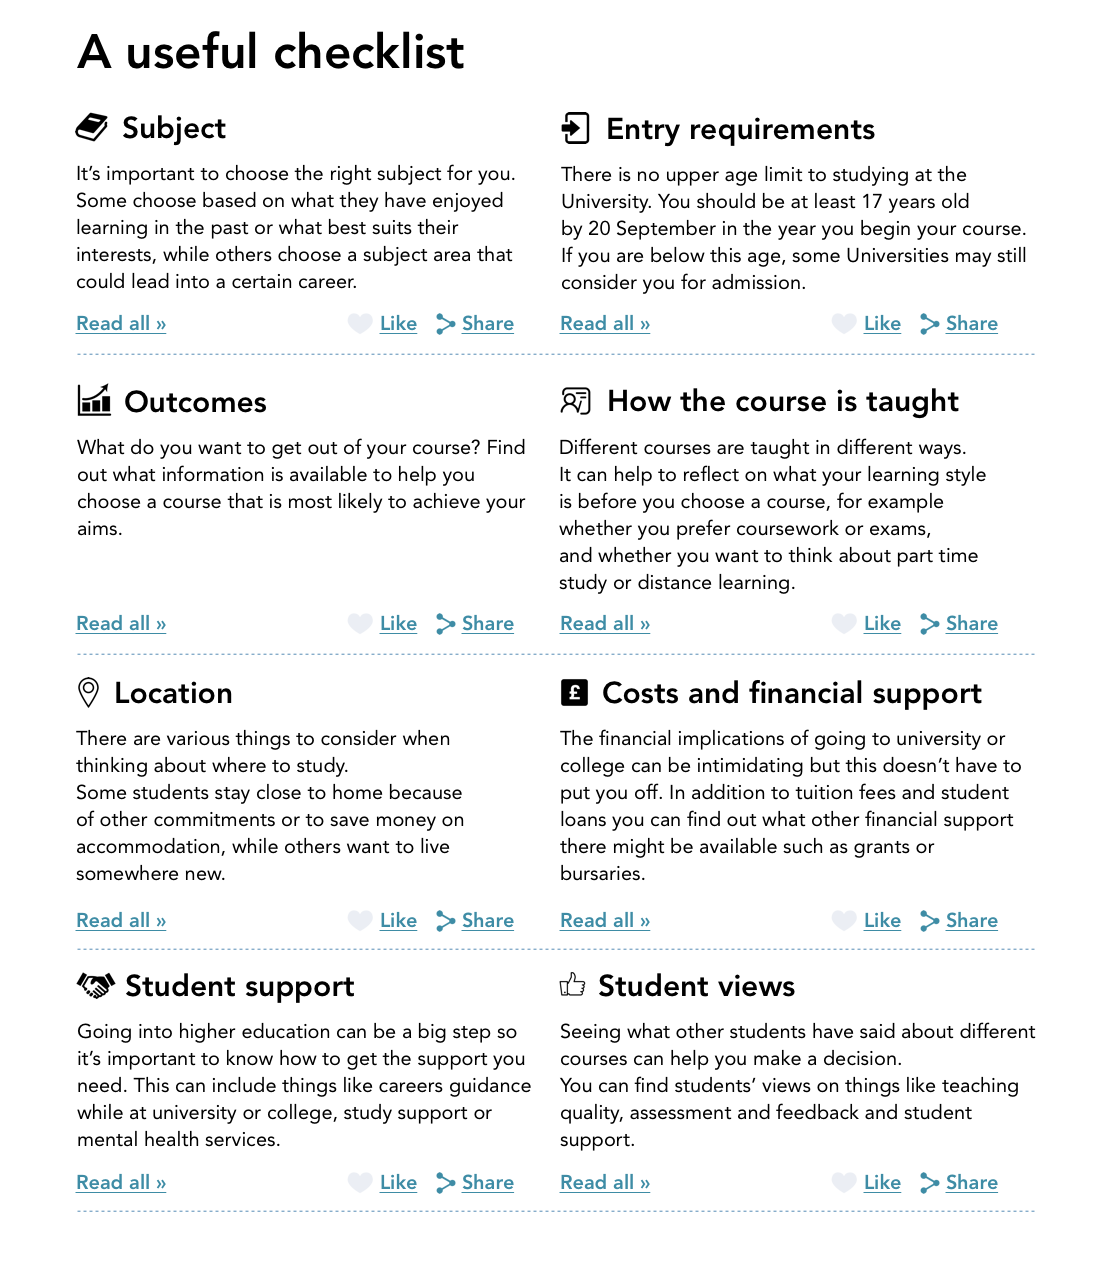 A useful checklist
Subject
It's important to choose the right subject for you.
Some choose based on what they have enjoyed
learning in the past or what best suits their
interests, while others choose a subject area that
could lead into a certain career.
Read all »
Like
Share
Entry requirements
There is no upper age limit to studying at the
University. You should be at least 17 years old
by 20 September in the year you begin your course.
If you are below this age, some Universities may still
consider you for admission.
Read all »
Like
Share
Outcomes
What do you want to get out of your course? Find
out what information is available to help you
choose a course that is most likely to achieve your
aims.
Read all »
Like
Share
How the course is taught
Different courses are taught in different ways.
It can help to reflect on what your learning style
is before you choose a course, for example
whether you prefer coursework or exams,
and whether you want to think about part time
study or distance learning.
Read all »
Like
Share
Location
There are various things to consider when
thinking about where to study.
Some students stay close to home because
of other commitments or to save money on
accommodation, while others want to live
somewhere new.
Read all »
Like
Share
£
Costs and financial support
The financial implications of going to university or
college can be intimidating but this doesn't have to
put you off. In addition to tuition fees and student
loans you can find out what other financial support
there might be available such as grants or
bursaries.
Read all »
Like
Share
Student support
Going into higher education can be a big step so
it's important to know how to get the support you
need. This can include things like careers guidance
while at university or college, study support or
mental health services.
Read all »
Like
Share
Student views
Seeing what other students have said about different
courses can help you make a decision.
You can find students' views on things like teaching
quality, assessment and feedback and student
support.
Read all »
Like
Share